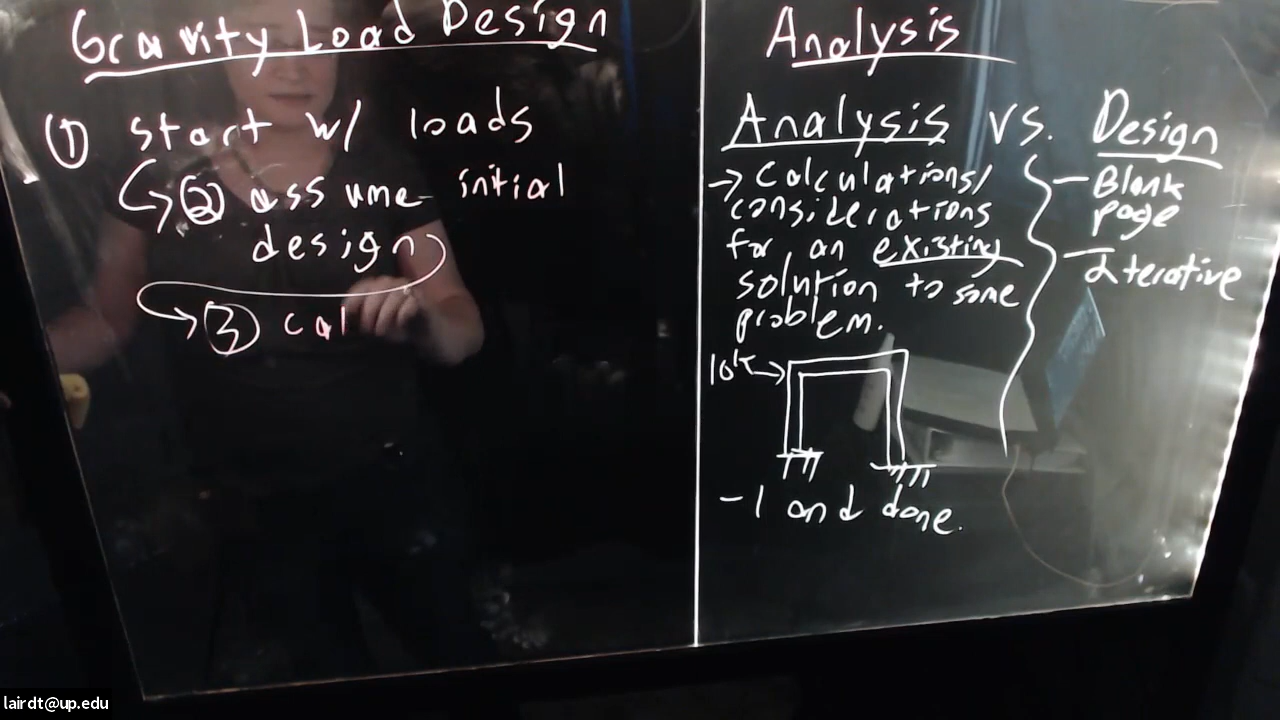 Gravity Load Design
① start w/ loads
② assume initial
design
③ cal
Analysis
Analysis vs. Design
→ calculations/
considerations
for an existing
solution to some
problem.
10k
- 1 and done.
- Blank
page
- Iterative
lairdt@up.edu